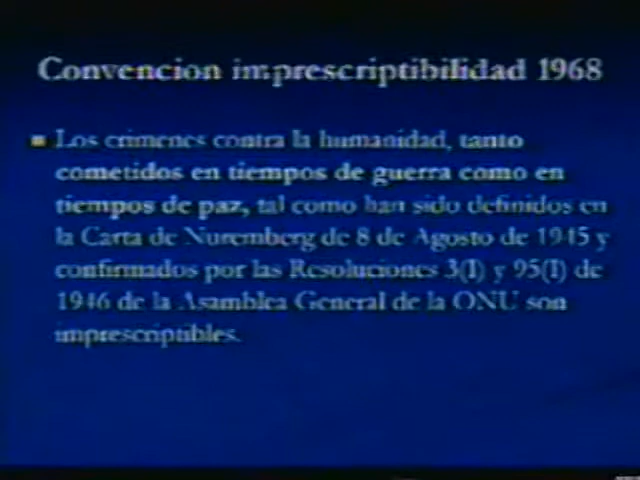 Convencion imprescriptibilidad 1968
Los crimenes contra la humanidad, tanto
cometidos en tiempos de guerra como en
tiempos de paz, tal como han sido definidos en
la Carta de Nuremberg de 8 de Agosto de 1945 y
confirmados por las Resoluciones 3(I) y 95(I) de
1946 de la Asamblea General de la ONU son
imprescriptibles.